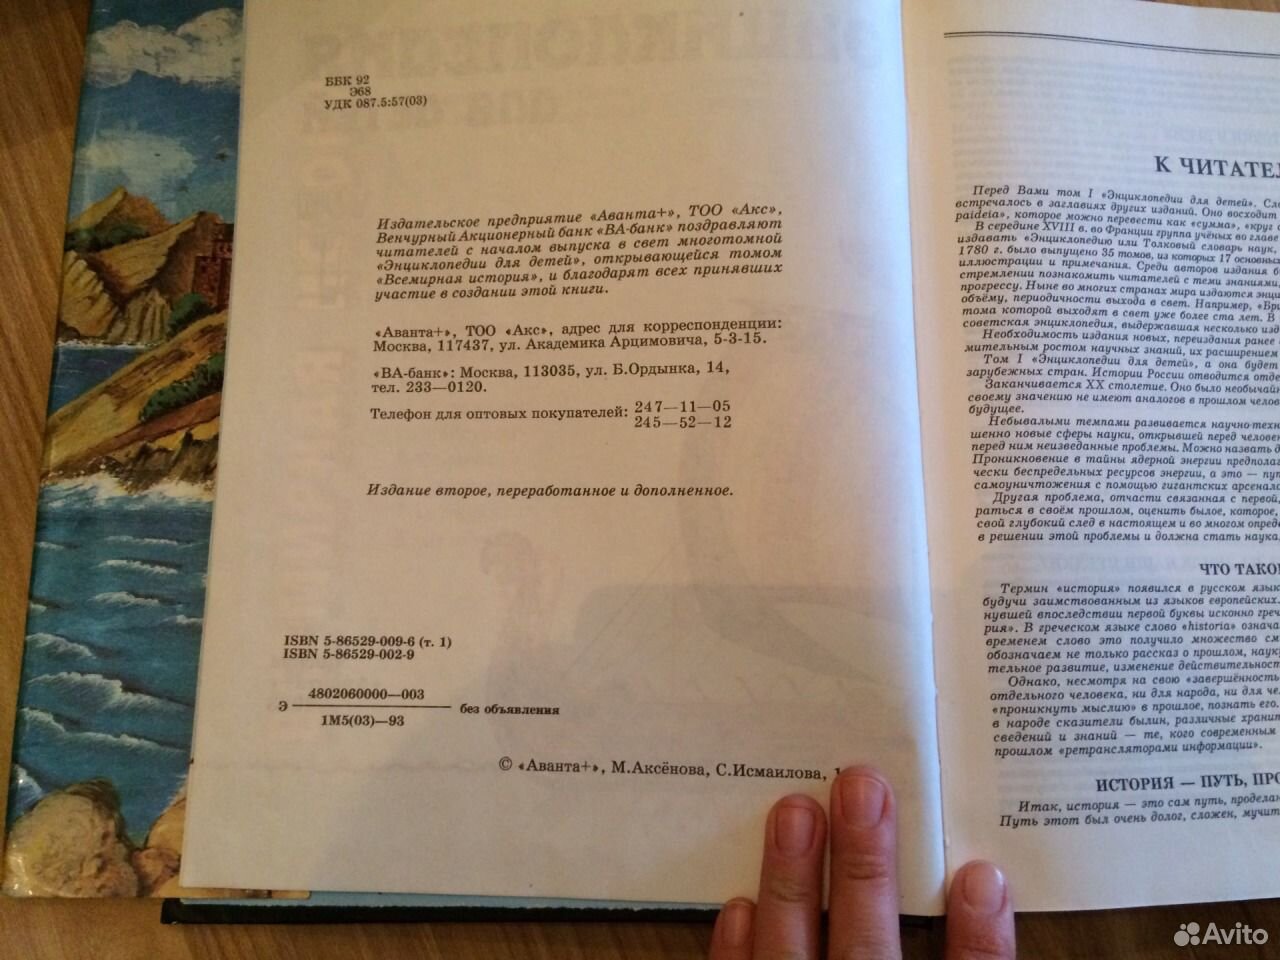 ББК 92
Э68
УДК 087.5:57(03)
Издательское предприятие «Аванта+», ТОО «Акс»,
Венчурный Акционерный банк «ВА-банк» поздравляют
читателей с началом выпуска в свет многотомной
«Энциклопедии для детей», открывающейся томом
«Всемирная история», и благодарят всех принявших
участие в создании этой книги.
«Аванта+», ТОО «Акс», адрес для корреспонденции:
Москва, 117437, ул. Академика Арцимовича, 5-3-15.
«ВА-банк»: Москва, 113035, ул. Б.Ордынка, 14,
тел. 233—0120.
Телефон для оптовых покупателей: 247—11—05
245—52—12
Издание второе, переработанное и дополненное.
ISBN 5-86529-009-6 (т. 1)
ISBN 5-86529-002-9
Э 4802060000—003
1М5(03)—93 без объявления
© «Аванта+», М.Аксёнова, С.Исмаилова,
К ЧИТАТЕЛ
Перед Вами том I «Энциклопедии для детей». Сло
встречалось в заглавиях других изданий. Оно восходит
paideia», которое можно перевести как «сумма», «круг
В середине XVIII в. во Франции группа учёных во главе
издавать «Энциклопедию или Толковый словарь наук,
1780 г. было выпущено 35 томов, из которых 17 основных
иллюстрации и примечания. Среди авторов издания б
стремлении познакомить читателей с теми знаниями,
прогрессу. Ныне во многих странах мира издаются энци
объёму, периодичности выхода в свет. Например, «Бри
тома которой выходят в свет уже более ста лет. В
советская энциклопедия, выдержавшая несколько изд
Необходимость издания новых, переиздания ранее
мительным ростом научных знаний, их расширением
Том I «Энциклопедии для детей», а она будет
зарубежных стран. Истории России отводится отде
Заканчивается XX столетие. Оно было необычайн
своему значению не имеют аналогов в прошлом челов
будущее.
Небывалыми темпами развивается научно-техн
шенно новые сферы науки, открывшей перед человек
перед ним неизведанные проблемы. Можно назвать д
Проникновение в тайны ядерной энергии предполаг
чески беспредельных ресурсов энергии, а это — пут
самоуничтожения с помощью гигантских арсенало
Другая проблема, отчасти связанная с первой,
раться в своём прошлом, оценить былое, которое,
свой глубокий след в настоящем и во многом опред
в решении этой проблемы и должна стать наука
ЧТО ТАКО
Термин «история» появился в русском язык
будучи заимствованным из языков европейских.
нувшей впоследствии первой буквы исконно греч
рия». В греческом языке слово «historia» означа
временем слово это получило множество см
обозначаем не только рассказ о прошлом, наук
тельное развитие, изменение действительност
Однако, несмотря на свою «завершённость
отдельного человека, ни для народа, ни для че
«проникнуть мыслию» в прошлое, познать его.
в народе сказители былин, различные хранит
сведений и знаний — те, кого современным
прошлом «ретрансляторами информации».
ИСТОРИЯ — ПУТЬ, ПРО
Итак, история — это сам путь, проделан
Путь этот был очень долог, сложен, мучит
Avito